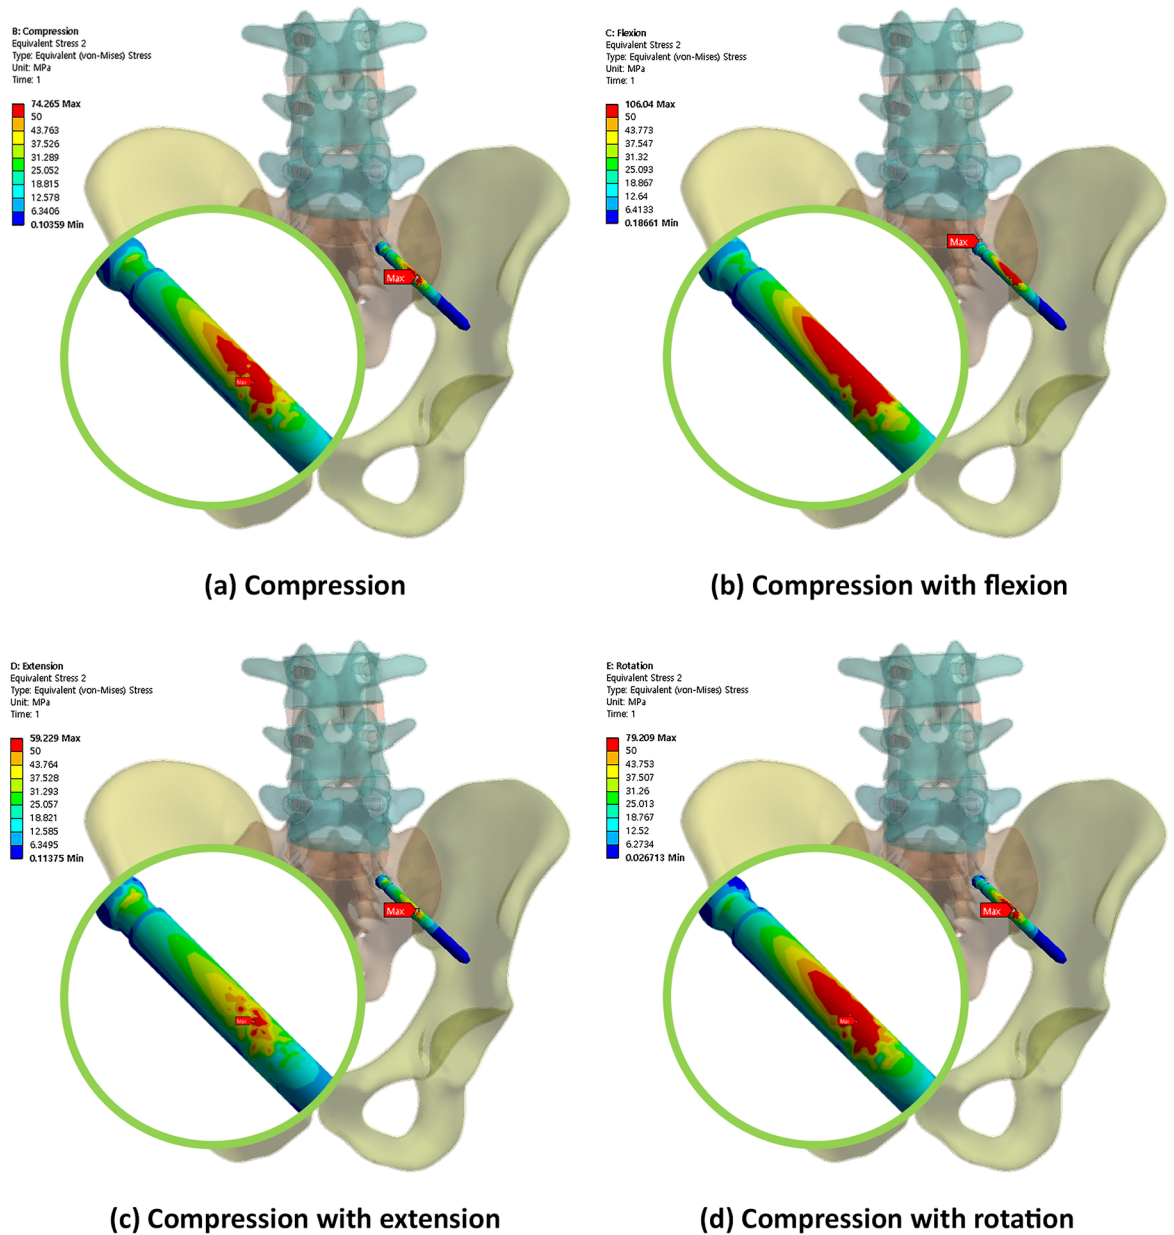 B: Compression
Equivalent Stress 2
Type: Equivalent (von-Mises) Stress
Unit: MPa
Time: 1
74.265 Max
50
43.763
37.526
31.289
25.052
18.815
12.578
6.3406
0.10359 Min
Max
Max
(a) Compression
C: Flexion
Equivalent Stress 2
Type: Equivalent (von-Mises) Stress
Unit: MPa
Time: 1
106.04 Max
50
43.773
37.547
31.32
25.093
18.867
12.64
6.4133
0.18661 Min
Max
(b) Compression with flexion
D: Extension
Equivalent Stress 2
Type: Equivalent (von-Mises) Stress
Unit: MPa
Time: 1
59.229 Max
50
43.764
37.528
31.293
25.057
18.821
12.585
6.3495
0.11375 Min
Max
Max
(c) Compression with extension
E: Rotation
Equivalent Stress 2
Type: Equivalent (von-Mises) Stress
Unit: MPa
Time: 1
79.209 Max
50
43.753
37.507
31.26
25.013
18.767
12.52
6.2734
0.026713 Min
Max
Max
(d) Compression with rotation